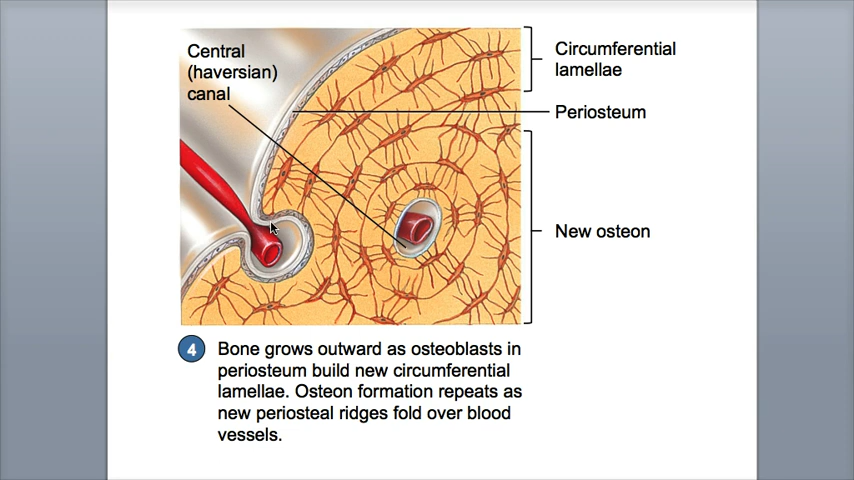 Central
(haversian)
canal
Circumferential
lamellae
Periosteum
New osteon
4
Bone grows outward as osteoblasts in
periosteum build new circumferential
lamellae. Osteon formation repeats as
new periosteal ridges fold over blood
vessels.